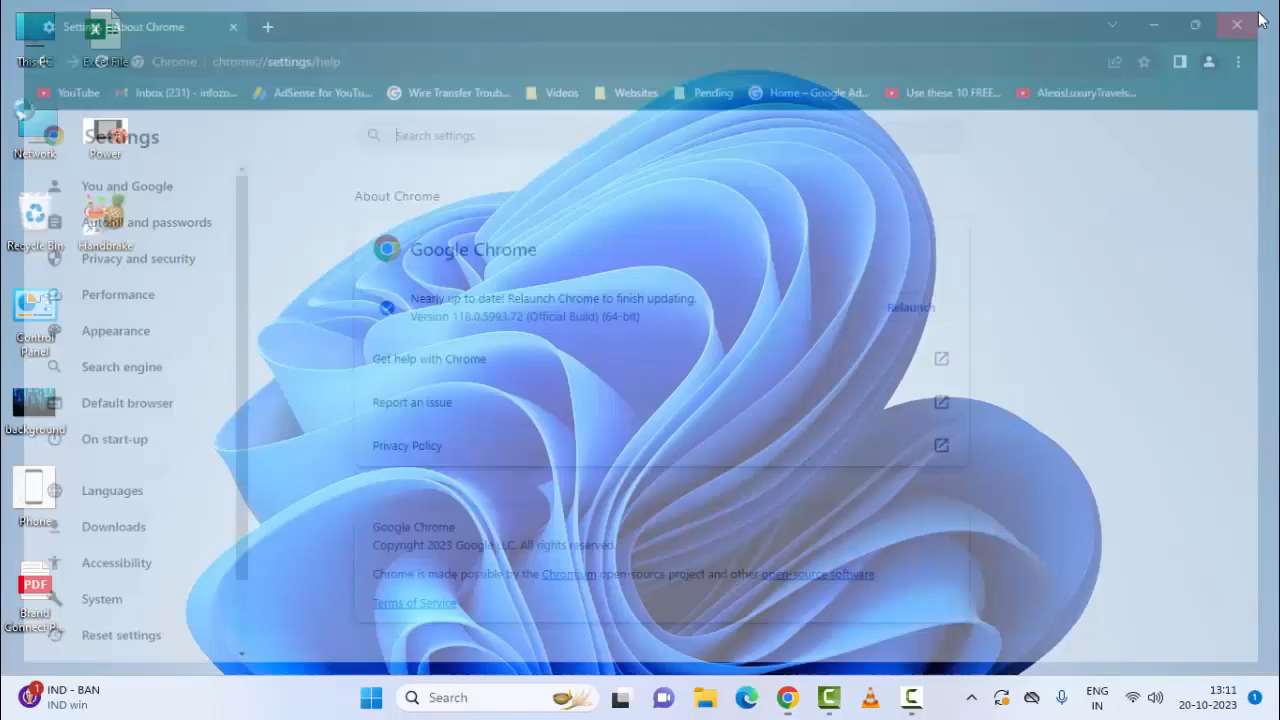 Settings - About Chrome
This PC
Excel File
Chrome
chrome://settings/help
YouTube
Inbox (231) - infozo...
AdSense for YouTu...
Wire Transfer Troub...
Videos
Websites
Pending
Home – Google Ad...
Use these 10 FREE...
AlexisLuxuryTravels...
Settings
Search settings
Network
Power
You and Google
About Chrome
Autofill and passwords
Recycle Bin
Handbrake
Google Chrome
Privacy and security
Performance
Nearly up to date! Relaunch Chrome to finish updating.
Relaunch
Version 118.0.5993.72 (Official Build) (64-bit)
Control
Panel
Appearance
Get help with Chrome
Search engine
Default browser
Report an issue
background
On start-up
Privacy Policy
Languages
Phone
Downloads
Google Chrome
Copyright 2023 Google LLC. All rights reserved.
Accessibility
Chrome is made possible by the Chromium open-source project and other open-source software.
PDF
System
Terms of Service
Brand
Connect P...
Reset settings
1
IND - BAN
IND win
Search
ENG
IN
13:11
20-10-2023
1